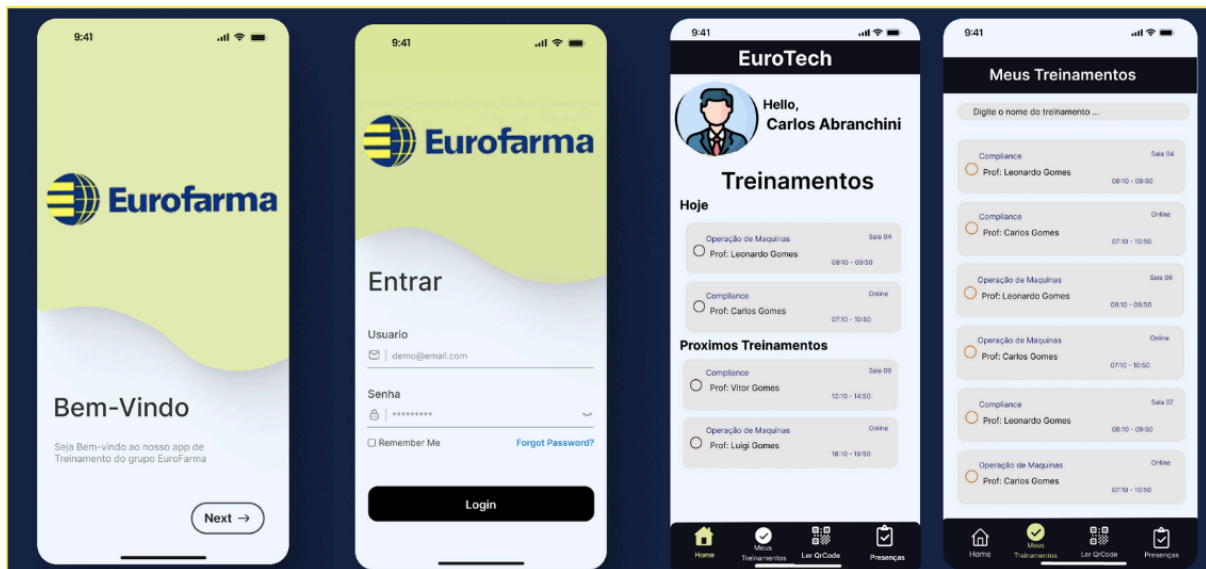 9:41
Eurofarma
Bem-Vindo
Seja Bem-vindo ao nosso app de
Treinamento do grupo EuroFarma
Next →
9:41
Eurofarma
Entrar
Usuario
demo@email.com
Senha
*********
Remember Me
Forgot Password?
Login
9:41
EuroTech
Hello,
Carlos Abranchini
Treinamentos
Hoje
Operação de Maquinas Sala 04
Prof: Leonardo Gomes
08:10 - 09:50
Compliance Online
Prof: Carlos Gomes
07:10 - 10:50
Proximos Treinamentos
Compliance Sala 09
Prof: Vitor Gomes
12:10 - 14:50
Operação de Maquinas Online
Prof: Luigi Gomes
18:10 - 19:50
Home
Meus
Treinamentos
Ler QrCode
Presenças
9:41
Meus Treinamentos
Digite o nome do treinamento ...
Compliance Sala 04
Prof: Leonardo Gomes
08:10 - 09:50
Compliance Online
Prof: Carlos Gomes
07:10 - 10:50
Operação de Maquinas Sala 06
Prof: Leonardo Gomes
08:10 - 09:50
Operação de Maquinas Online
Prof: Carlos Gomes
07:10 - 10:50
Compliance Sala 07
Prof: Leonardo Gomes
08:10 - 09:50
Operação de Maquinas Online
Prof: Carlos Gomes
07:10 - 10:50
Home
Meus
Treinamentos
Ler QrCode
Presenças